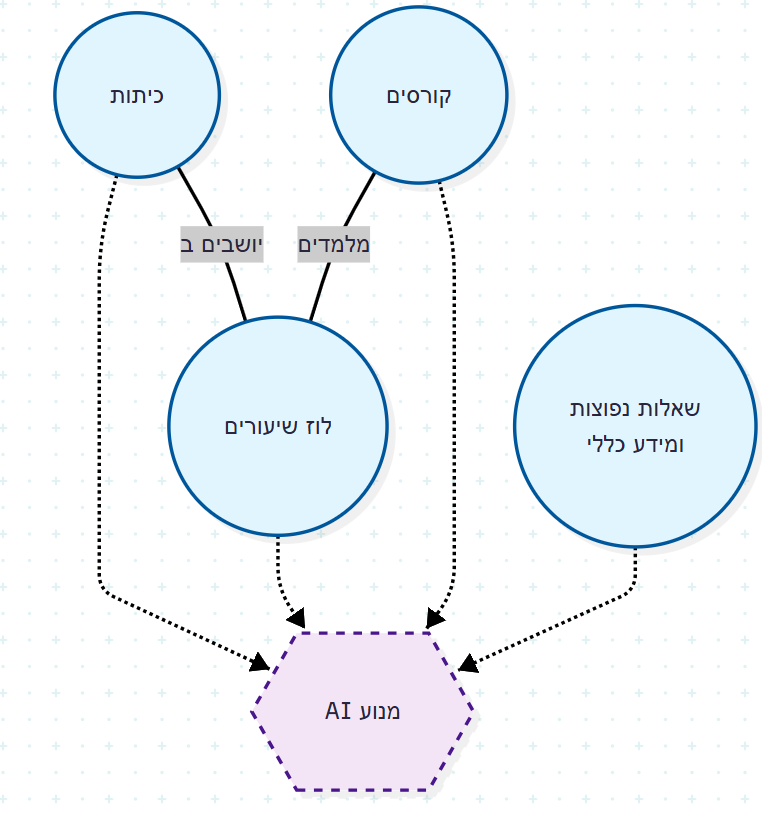 קורסים
כיתות
מלמדים
יושבים ב
שאלות נפוצות
ומידע כללי
לוז שיעורים
מנוע AI